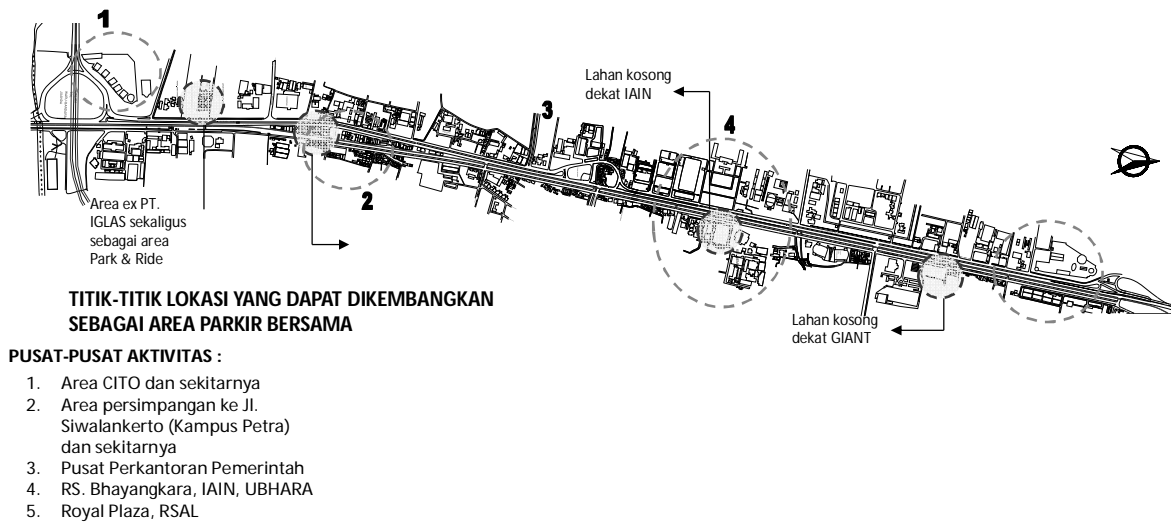 1
Lahan kosong
dekat IAIN
3
4
Area ex PT.
IGLAS sekaligus
sebagai area
Park & Ride
2
TITIK-TITIK LOKASI YANG DAPAT DIKEMBANGKAN
SEBAGAI AREA PARKIR BERSAMA
Lahan kosong
dekat GIANT
PUSAT-PUSAT AKTIVITAS :
1. Area CITO dan sekitarnya
2. Area persimpangan ke Jl.
Siwalankerto (Kampus Petra)
dan sekitarnya
3. Pusat Perkantoran Pemerintah
4. RS. Bhayangkara, IAIN, UBHARA
5. Royal Plaza, RSAL